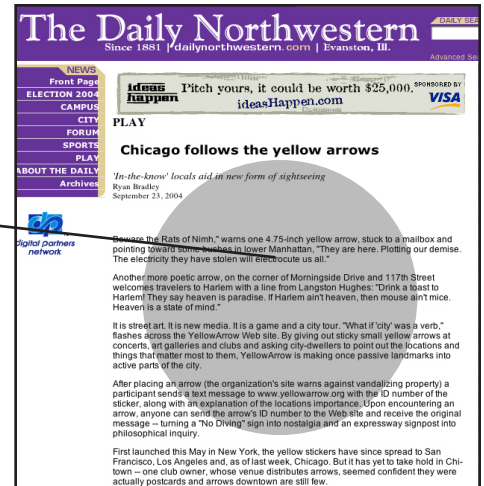 The Daily Northwestern
DAILY SEA
Since 1881 | dailynorthwestern.com | Evanston, Ill.
Advanced Se
NEWS
Front Page
ELECTION 2004
CAMPUS
CITY
FORUM
SPORTS
PLAY
ABOUT THE DAILY
Archives
digital partners
network
ideas
happen
Pitch yours, it could be worth $25,000.
ideasHappen.com
SPONSORED BY
VISA
PLAY
Chicago follows the yellow arrows
'In-the-know' locals aid in new form of sightseeing
Ryan Bradley
September 23, 2004
Beware the Rats of Nimh," warns one 4.75-inch yellow arrow, stuck to a mailbox and
pointing toward some bushes in lower Manhattan, "They are here. Plotting our demise.
The electricity they have stolen will electrocute us all."
Another more poetic arrow, on the corner of Morningside Drive and 117th Street
welcomes travelers to Harlem with a line from Langston Hughes: "Drink a toast to
Harlem! They say heaven is paradise. If Harlem ain't heaven, then mouse ain't mice.
Heaven is a state of mind."
It is street art. It is new media. It is a game and a city tour. "What if 'city' was a verb,"
flashes across the YellowArrow Web site. By giving out sticky small yellow arrows at
concerts, art galleries and clubs and asking city-dwellers to point out the locations and
things that matter most to them, YellowArrow is making once passive landmarks into
active parts of the city.
After placing an arrow (the organization's site warns against vandalizing property) a
participant sends a text message to www.yellowarrow.org with the ID number of the
sticker, along with an explanation of the locations importance. Upon encountering an
arrow, anyone can send the arrow's ID number to the Web site and receive the original
message -- turning a "No Diving" sign into nostalgia and an expressway signpost into
philosophical inquiry.
First launched this May in New York, the yellow stickers have since spread to San
Francisco, Los Angeles and, as of last week, Chicago. But it has yet to take hold in Chi-
town -- one club owner, whose venue distributes arrows, seemed confident they were
actually postcards and arrows downtown are still few.